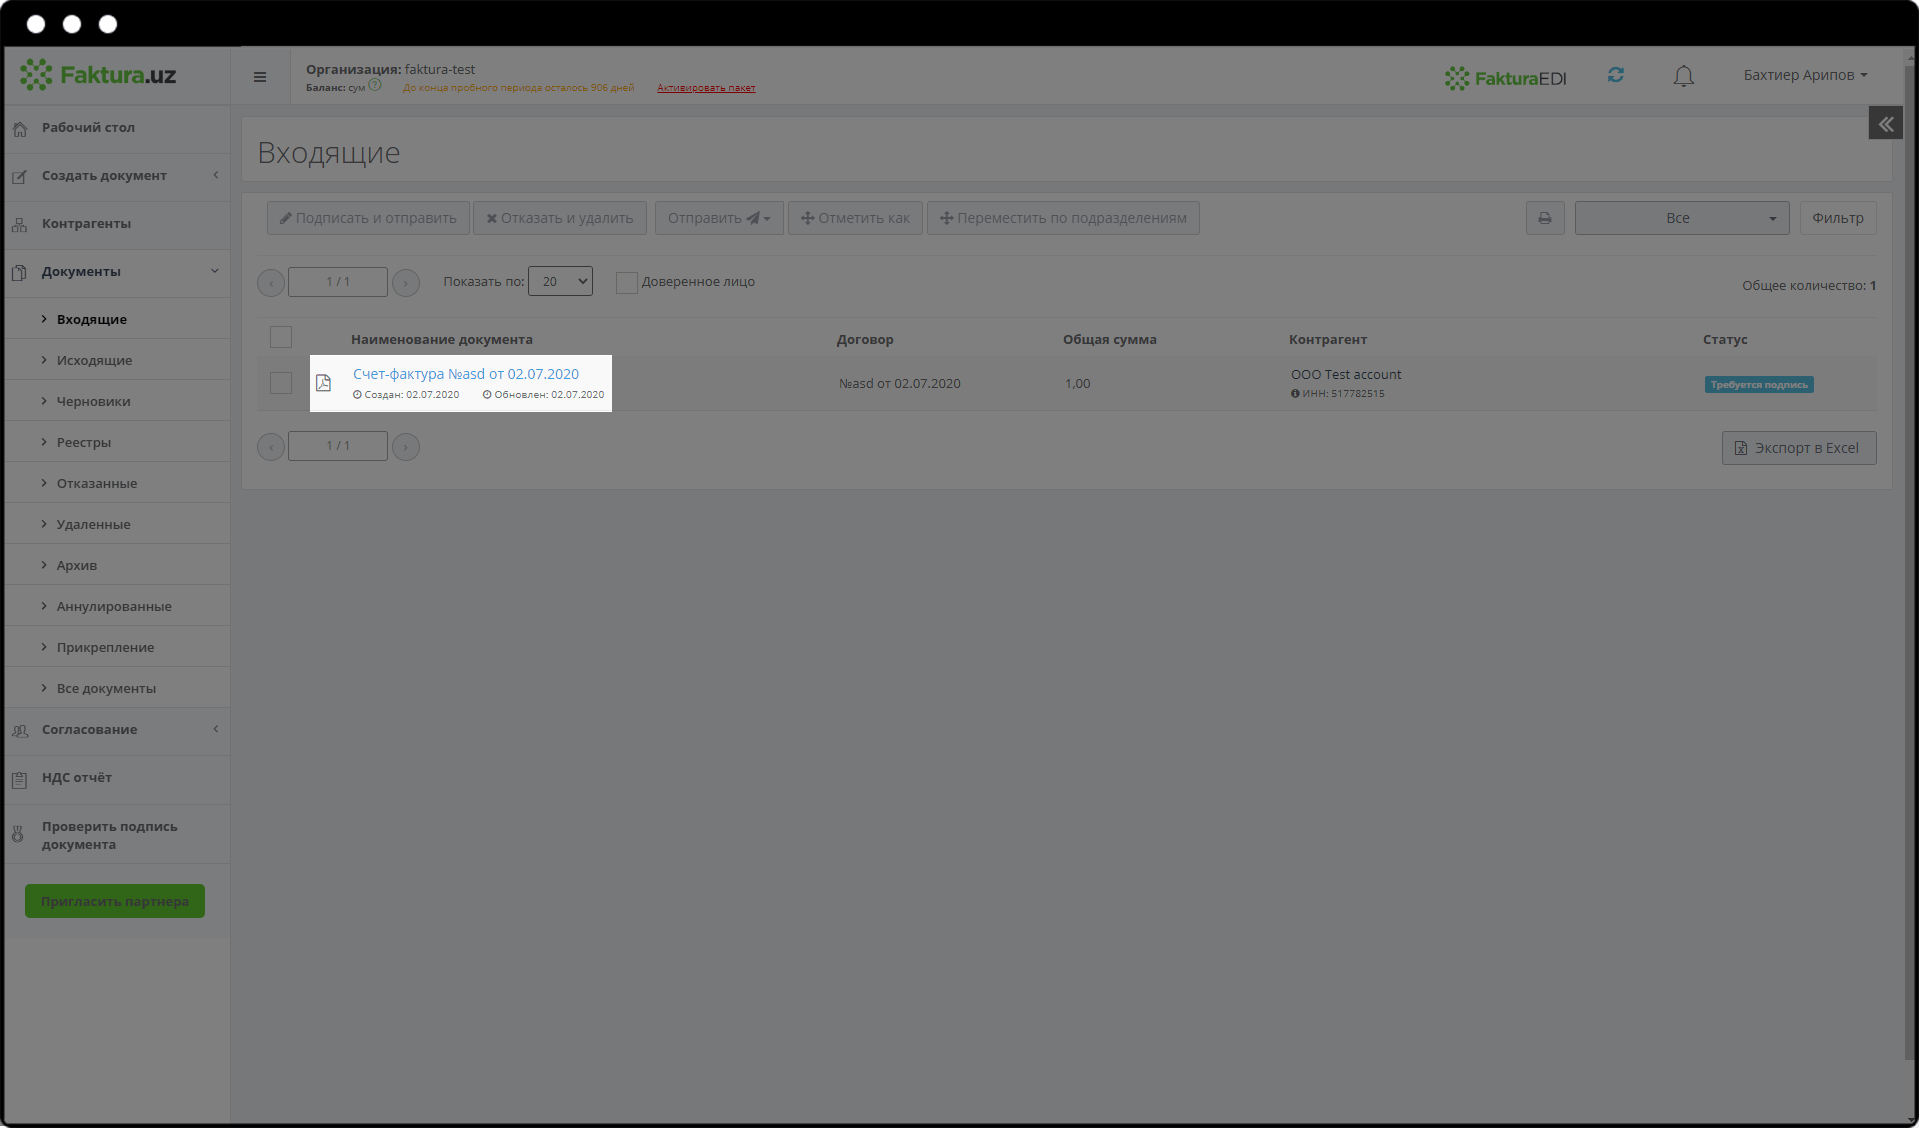 Faktura.uz
Организация: faktura-test
Баланс: сум ? До конца пробного периода осталось 906 дней Активировать пакет
FakturaEDI
Бахтиер Арипов
Рабочий стол
Создать документ
Контрагенты
Документы
Входящие
Исходящие
Черновики
Реестры
Отказанные
Удаленные
Архив
Аннулированные
Прикрепление
Все документы
Согласование
НДС отчёт
Проверить подпись
документа
Пригласить партнера
Входящие
Подписать и отправить Отказать и удалить Отправить Отметить как Переместить по подразделениям Все Фильтр
1 / 1 Показать по: 20 Доверенное лицо Общее количество: 1
Наименование документа Договор Общая сумма Контрагент Статус
Счет-фактура №asd от 02.07.2020
Создан: 02.07.2020 Обновлен: 02.07.2020
№asd от 02.07.2020
1,00
ООО Test account
ИНН: 517782515
Требуется подпись
1 / 1
Экспорт в Excel